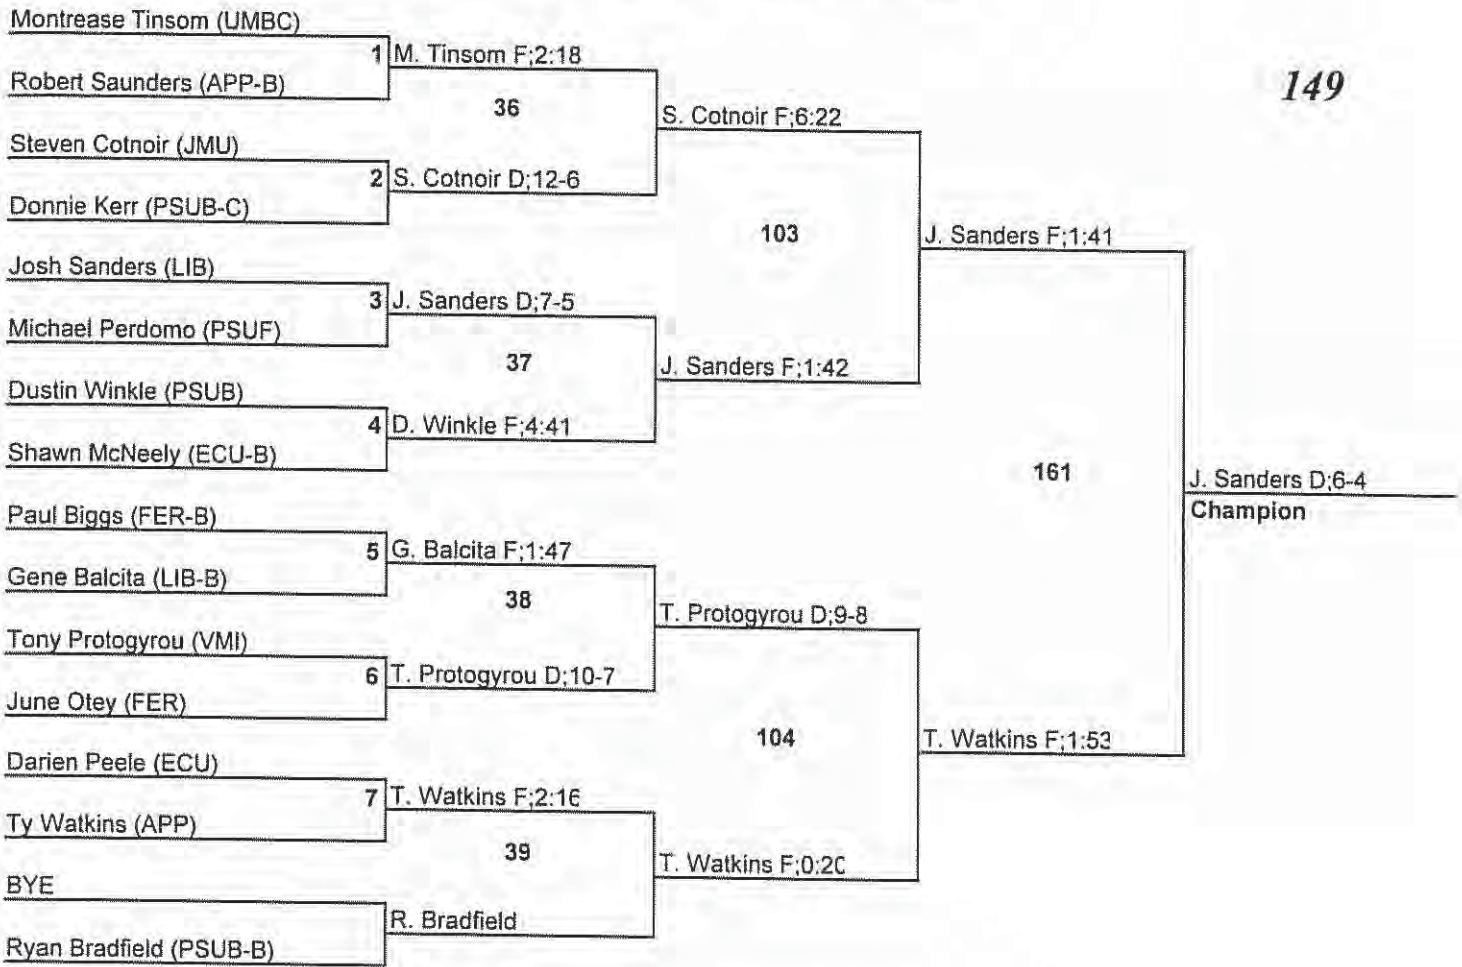 Montrease Tinsom (UMBC)
1 M. Tinsom F;2:18
Robert Saunders (APP-B)
149
36
S. Cotnoir F;6:22
Steven Cotnoir (JMU)
2 S. Cotnoir D;12-6
Donnie Kerr (PSUB-C)
103
J. Sanders F;1:41
Josh Sanders (LIB)
3 J. Sanders D;7-5
Michael Perdomo (PSUF)
37
J. Sanders F;1:42
Dustin Winkle (PSUB)
4 D. Winkle F;4:41
Shawn McNeely (ECU-B)
161
J. Sanders D;6-4
Champion
Paul Biggs (FER-B)
5 G. Balcita F;1:47
Gene Balcita (LIB-B)
38
T. Protogyrou D;9-8
Tony Protogyrou (VMI)
6 T. Protogyrou D;10-7
June Otey (FER)
104
T. Watkins F;1:53
Darien Peele (ECU)
7 T. Watkins F;2:16
Ty Watkins (APP)
39
T. Watkins F;0:20
BYE
R. Bradfield
Ryan Bradfield (PSUB-B)